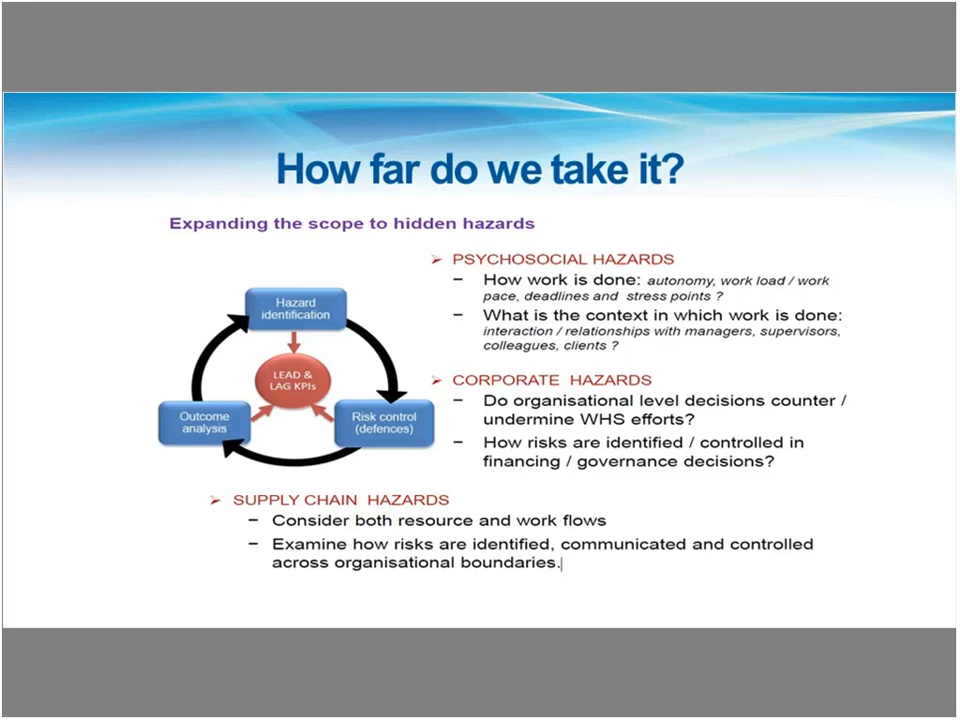 How far do we take it?
Expanding the scope to hidden hazards
Hazard
identification
LEAD &
LAG KPIs
Outcome
analysis
Risk control
(defences)
➢ PSYCHOSOCIAL HAZARDS
− How work is done: autonomy, work load / work
pace, deadlines and stress points ?
− What is the context in which work is done:
interaction / relationships with managers, supervisors,
colleagues, clients ?
➢ CORPORATE HAZARDS
− Do organisational level decisions counter /
undermine WHS efforts?
− How risks are identified / controlled in
financing / governance decisions?
➢ SUPPLY CHAIN HAZARDS
− Consider both resource and work flows
− Examine how risks are identified, communicated and controlled
across organisational boundaries.